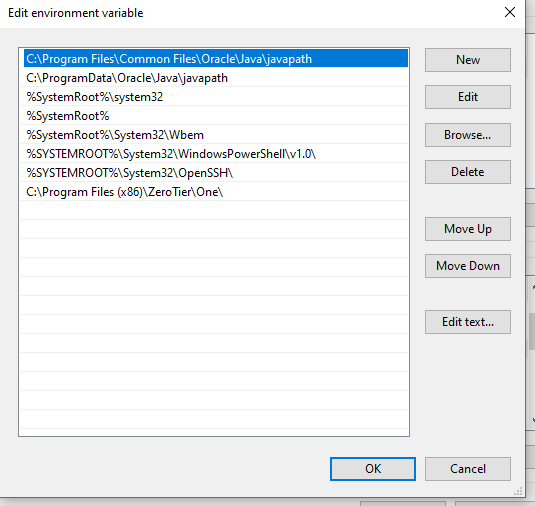 Edit environment variable
C:\Program Files\Common Files\Oracle\Java\javapath
C:\ProgramData\Oracle\Java\javapath
%SystemRoot%\system32
%SystemRoot%
%SystemRoot%\System32\Wbem
%SYSTEMROOT%\System32\WindowsPowerShell\v1.0\
%SYSTEMROOT%\System32\OpenSSH\
C:\Program Files (x86)\ZeroTier\One\
New
Edit
Browse...
Delete
Move Up
Move Down
Edit text...
OK
Cancel